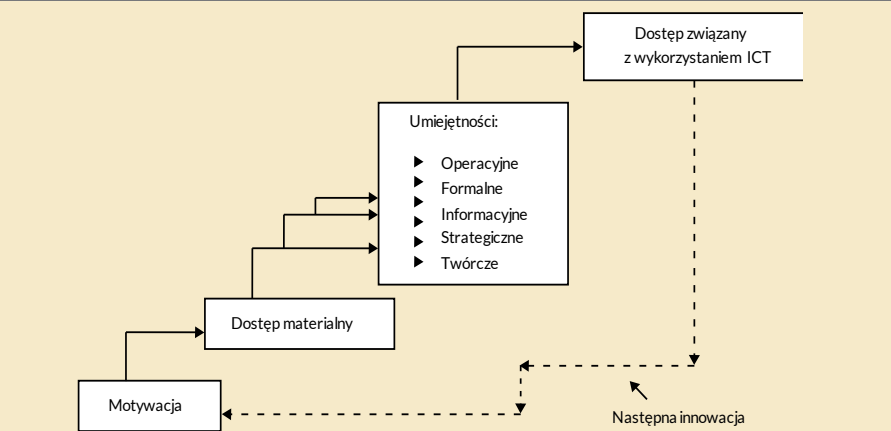 Dostęp związany
z wykorzystaniem ICT
Umiejętności:
Operacyjne
Formalne
Informacyjne
Strategiczne
Twórcze
Dostęp materialny
Motywacja
Następna innowacja